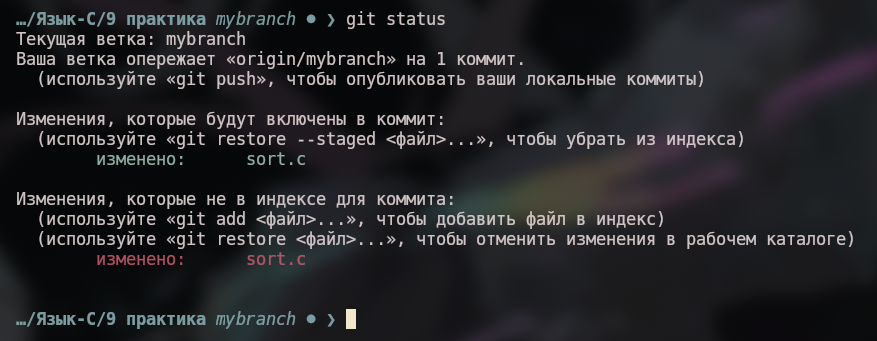 …/Язык-С/9 практика mybranch ● ❯ git status
Текущая ветка: mybranch
Ваша ветка опережает «origin/mybranch» на 1 коммит.
  (используйте «git push», чтобы опубликовать ваши локальные коммиты)

Изменения, которые будут включены в коммит:
  (используйте «git restore --staged <файл>...», чтобы убрать из индекса)
        изменено:      sort.c

Изменения, которые не в индексе для коммита:
  (используйте «git add <файл>...», чтобы добавить файл в индекс)
  (используйте «git restore <файл>...», чтобы отменить изменения в рабочем каталоге)
        изменено:      sort.c

…/Язык-С/9 практика mybranch ● ❯